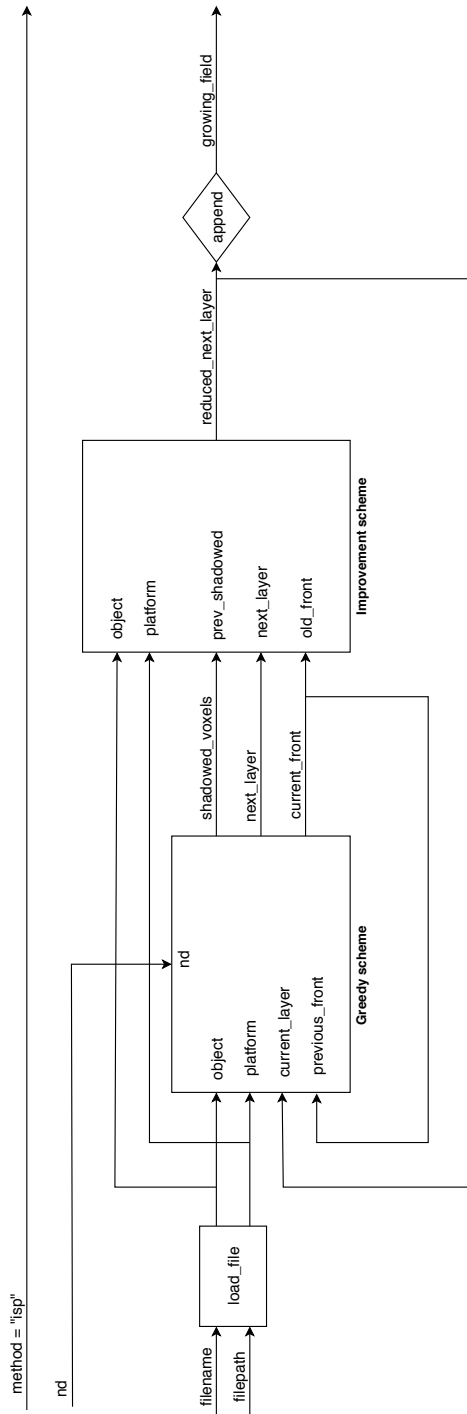 method = "isp"
nd
filename
filepath
load_file
nd
object
platform
current_layer
previous_front
Greedy scheme
shadowed_voxels
next_layer
current_front
object
platform
prev_shadowed
next_layer
old_front
Improvement scheme
reduced_next_layer
append
growing_field